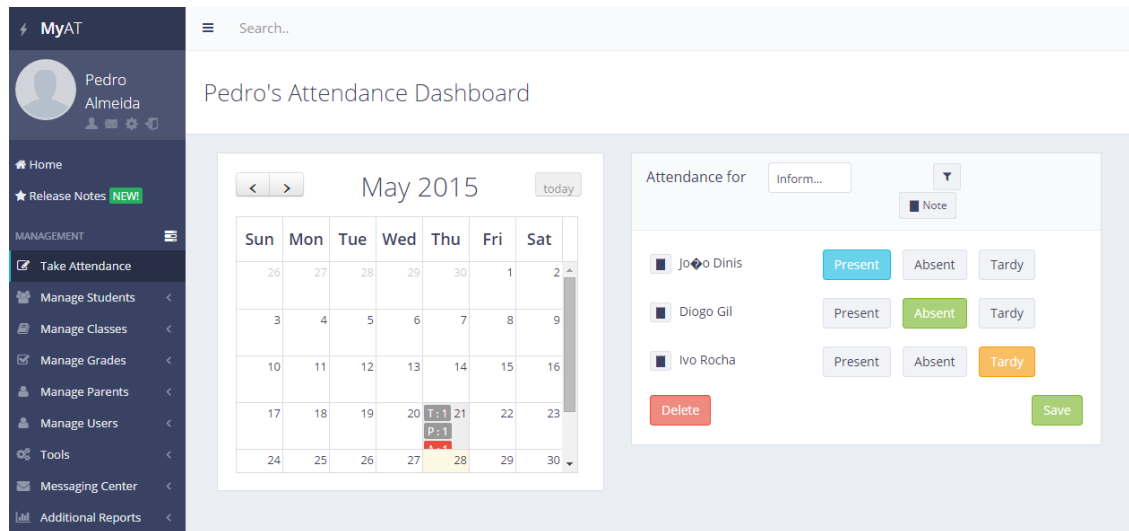 MyAT
Search..
Pedro
Almeida
Home
Release Notes NEW!
MANAGEMENT
Take Attendance
Manage Students
Manage Classes
Manage Grades
Manage Parents
Manage Users
Tools
Messaging Center
Additional Reports
Pedro's Attendance Dashboard
< > May 2015 today
Sun Mon Tue Wed Thu Fri Sat
26 27 28 29 30 1 2
3 4 5 6 7 8 9
10 11 12 13 14 15 16
17 18 19 20 T : 1 21 22 23
P : 1
A : 1
24 25 26 27 28 29 30
Attendance for Inform...
Note
Jo�o Dinis Present Absent Tardy
Diogo Gil Present Absent Tardy
Ivo Rocha Present Absent Tardy
Delete Save